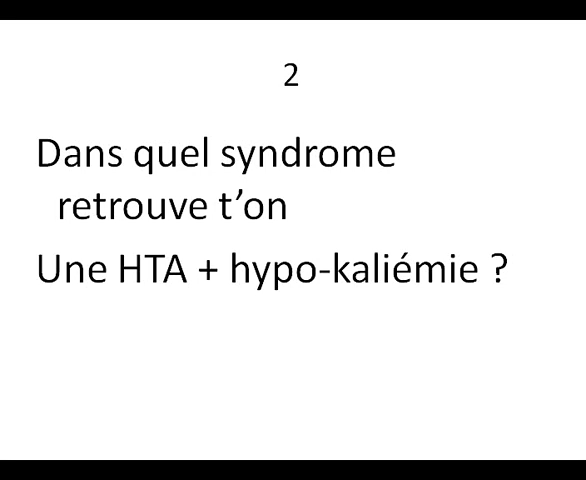 2
Dans quel syndrome
retrouve t’on
Une HTA + hypo-kaliémie ?